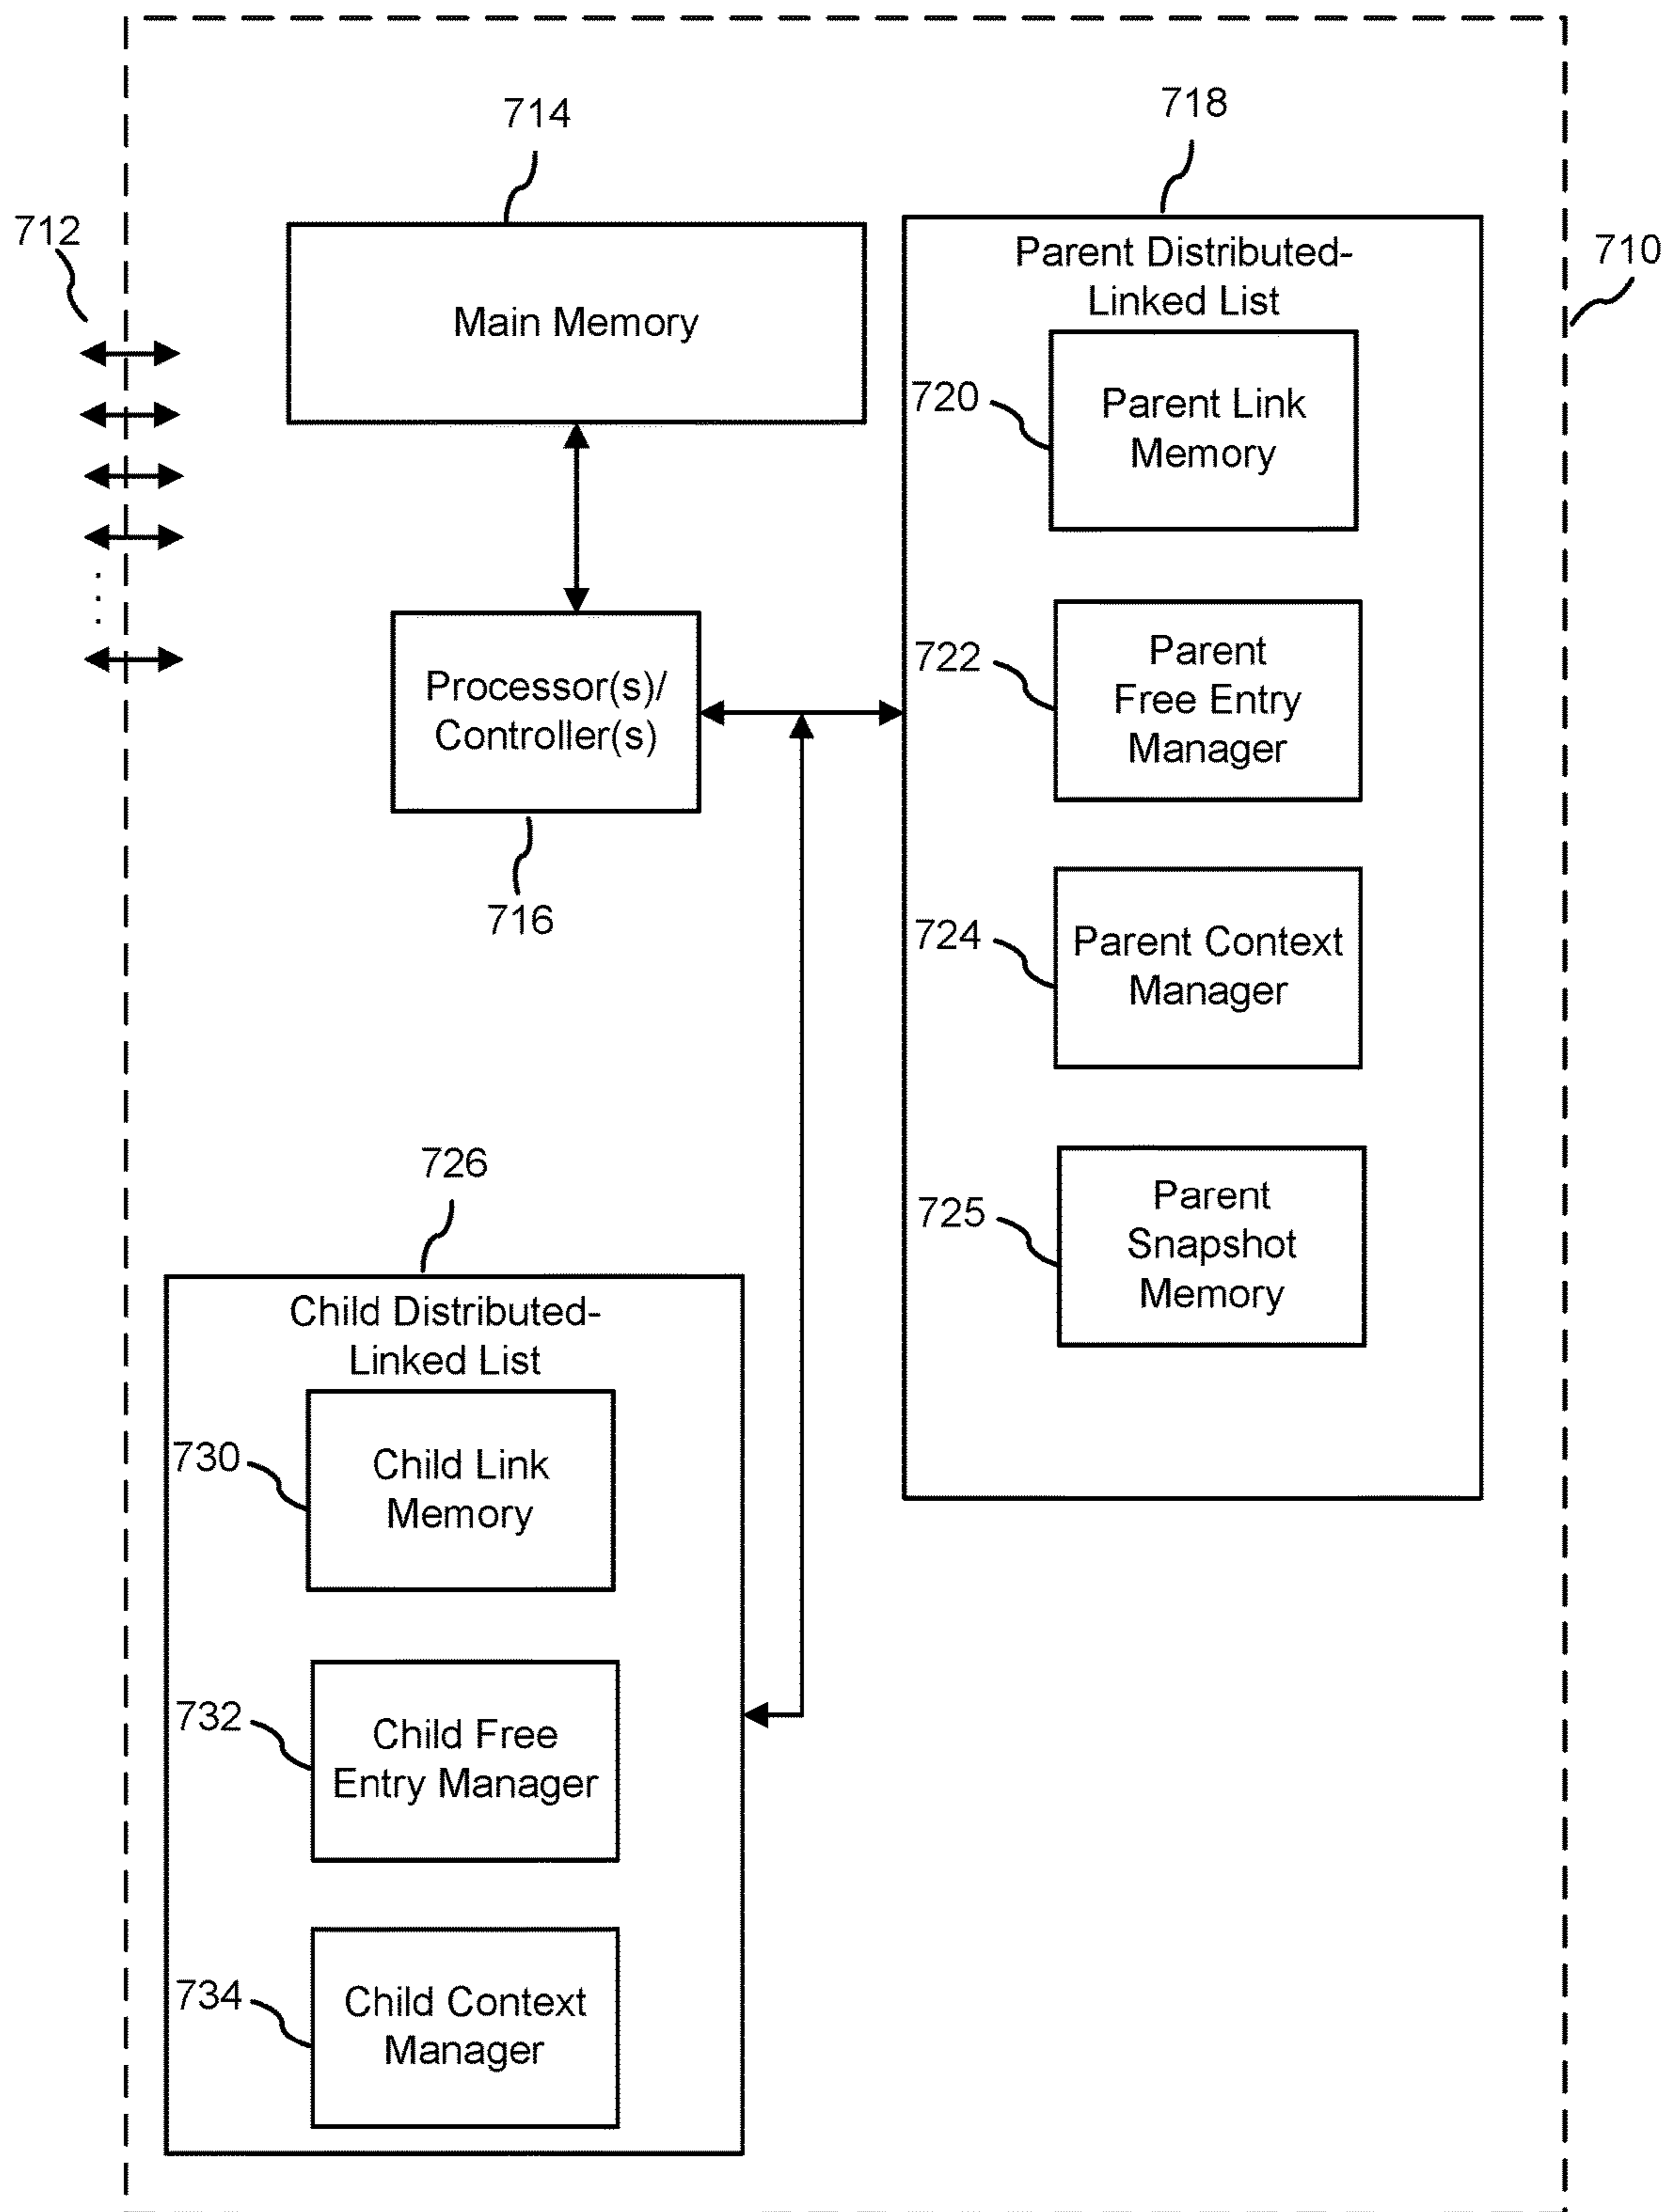 714
718
712
710
Main Memory
Parent Distributed-
Linked List
720
Parent Link
Memory
Processor(s)/
Controller(s)
716
722
Parent
Free Entry
Manager
724
Parent Context
Manager
725
Parent
Snapshot
Memory
726
Child Distributed-
Linked List
730
Child Link
Memory
732
Child Free
Entry Manager
734
Child Context
Manager